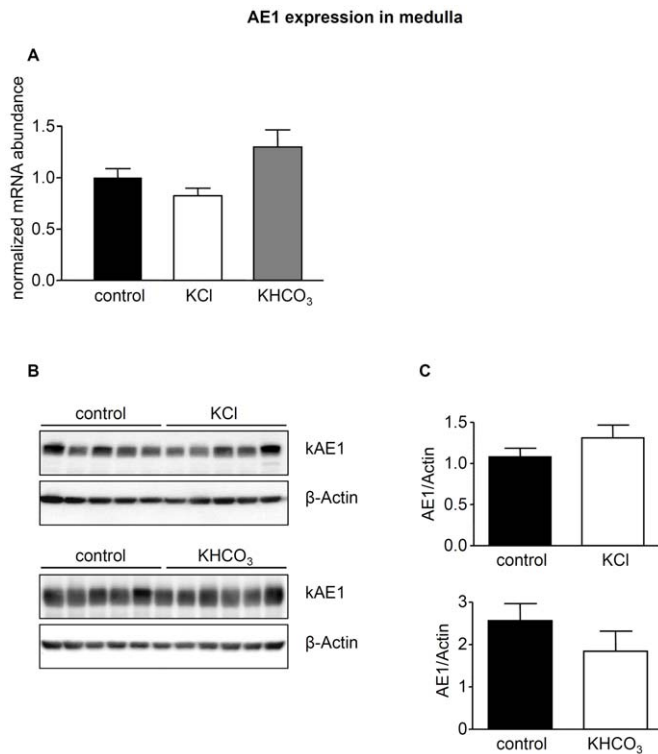 AE1 expression in medulla
A
normalized mRNA abundance
1.5
1.0
0.5
0.0
control KCl KHCO₃
B
control KCl
kAE1
β-Actin
control KHCO₃
kAE1
β-Actin
C
AE1/Actin
1.5
1.0
0.5
0.0
control KCl
AE1/Actin
3
2
1
0
control KHCO₃